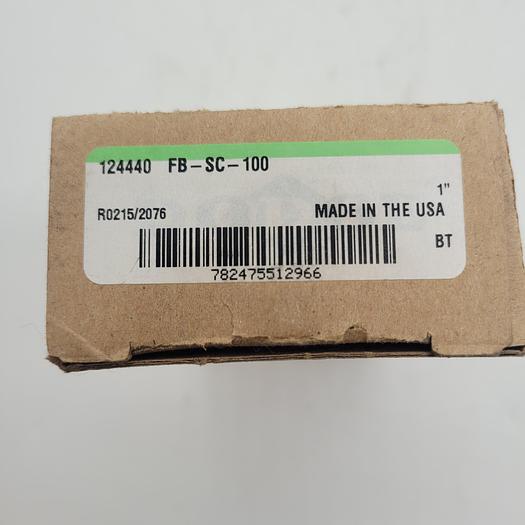 124440 FB-SC-100
1"
R0215/2076 MADE IN THE USA
BT
782475512966